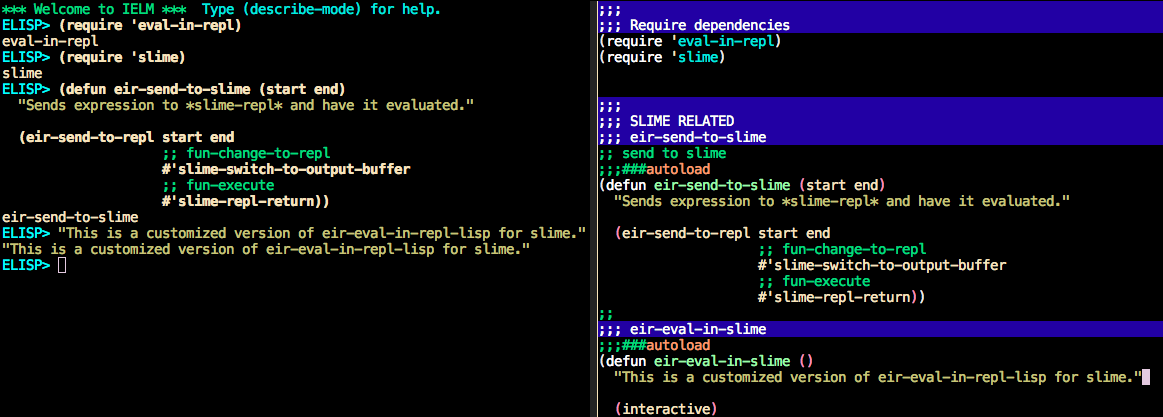 *** Welcome to IELM ***  Type (describe-mode) for help.
ELISP> (require 'eval-in-repl)
eval-in-repl
ELISP> (require 'slime)
slime
ELISP> (defun eir-send-to-slime (start end)
  "Sends expression to *slime-repl* and have it evaluated."

  (eir-send-to-repl start end
                    ;; fun-change-to-repl
                    #'slime-switch-to-output-buffer
                    ;; fun-execute
                    #'slime-repl-return))
eir-send-to-slime
ELISP> "This is a customized version of eir-eval-in-repl-lisp for slime."
"This is a customized version of eir-eval-in-repl-lisp for slime."
ELISP>
;;;
;;; Require dependencies
(require 'eval-in-repl)
(require 'slime)

;;;
;;; SLIME RELATED
;;; eir-send-to-slime
;; send to slime
;;;###autoload
(defun eir-send-to-slime (start end)
  "Sends expression to *slime-repl* and have it evaluated."

  (eir-send-to-repl start end
                    ;; fun-change-to-repl
                    #'slime-switch-to-output-buffer
                    ;; fun-execute
                    #'slime-repl-return))
;;
;;; eir-eval-in-slime
;;;###autoload
(defun eir-eval-in-slime ()
  "This is a customized version of eir-eval-in-repl-lisp for slime."

  (interactive)